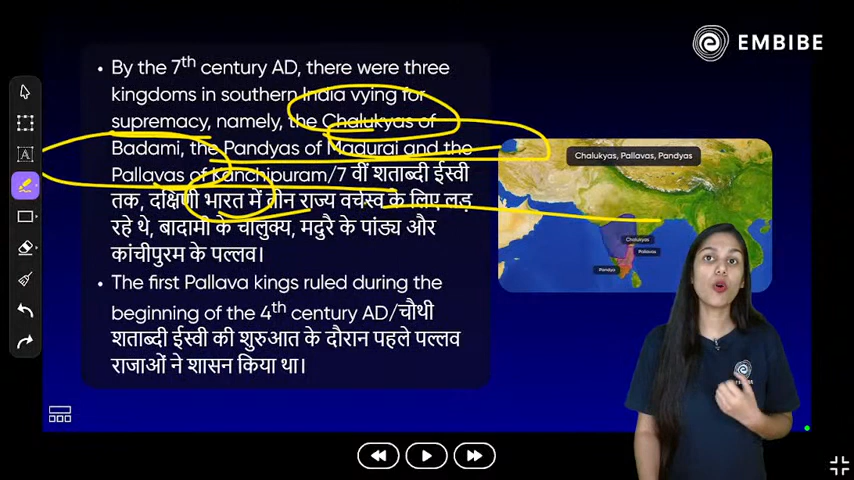 EMBIBE
• By the 7th century AD, there were three
kingdoms in southern India vying for
supremacy, namely, the Chalukyas of
Badami, the Pandyas of Madurai and the
Pallavas of Kanchipuram/7 वीं शताब्दी ईस्वी
तक, दक्षिणी भारत में तीन राज्य वर्चस्व के लिए लड़
रहे थे, बादामी के चालुक्य, मदुरै के पांड्य और
कांचीपुरम के पल्लव।
• The first Pallava kings ruled during the
beginning of the 4th century AD/चौथी
शताब्दी ईस्वी की शुरुआत के दौरान पहले पल्लव
राजाओं ने शासन किया था।
Chalukyas, Pallavas, Pandyas
Chalukyas
Pallavas
Pandya
EMBIBE